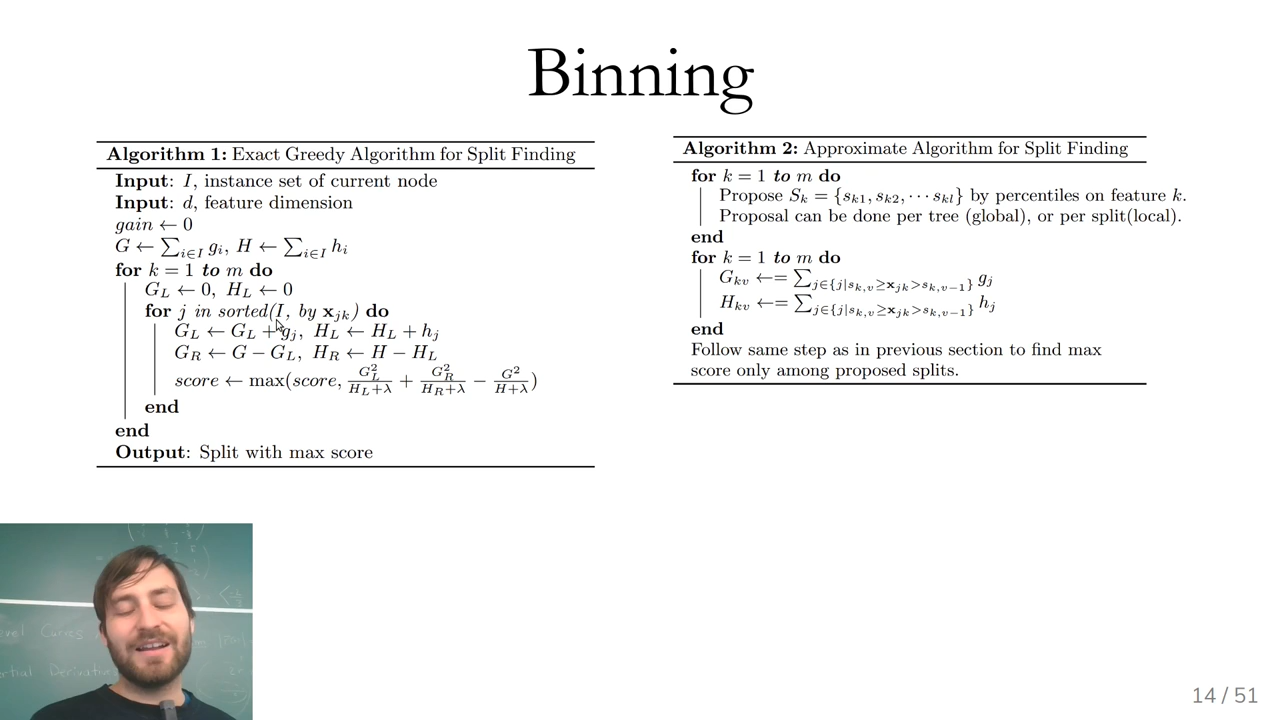 Binning
Algorithm 1: Exact Greedy Algorithm for Split Finding
Input: I, instance set of current node
Input: d, feature dimension
gain ← 0
G ← ∑_{i∈I} g_i, H ← ∑_{i∈I} h_i
for k = 1 to m do
G_L ← 0, H_L ← 0
for j in sorted(I, by x_{jk}) do
G_L ← G_L + g_j, H_L ← H_L + h_j
G_R ← G − G_L, H_R ← H − H_L
score ← max(score, G_L^2/(H_L+λ) + G_R^2/(H_R+λ) − G^2/(H+λ))
end
end
Output: Split with max score
Algorithm 2: Approximate Algorithm for Split Finding
for k = 1 to m do
Propose S_k = {s_{k1}, s_{k2}, ⋯ s_{kl}} by percentiles on feature k.
Proposal can be done per tree (global), or per split(local).
end
for k = 1 to m do
G_{kv} ←= ∑_{j∈{j|s_{k,v}≥x_{jk}>s_{k,v−1}}} g_j
H_{kv} ←= ∑_{j∈{j|s_{k,v}≥x_{jk}>s_{k,v−1}}} h_j
end
Follow same step as in previous section to find max
score only among proposed splits.
Curves
14 / 51